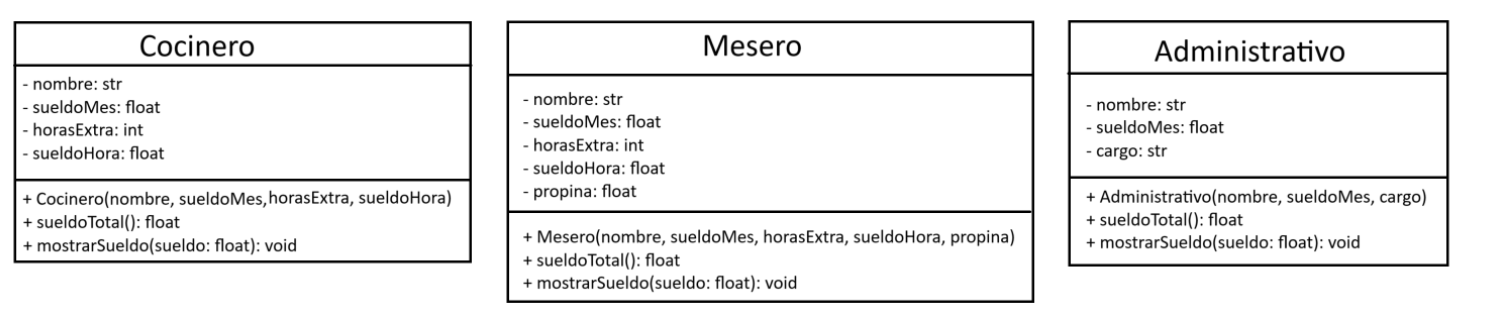 Cocinero
- nombre: str
- sueldoMes: float
- horasExtra: int
- sueldoHora: float
+ Cocinero(nombre, sueldoMes,horasExtra, sueldoHora)
+ sueldoTotal(): float
+ mostrarSueldo(sueldo: float): void
Mesero
- nombre: str
- sueldoMes: float
- horasExtra: int
- sueldoHora: float
- propina: float
+ Mesero(nombre, sueldoMes, horasExtra, sueldoHora, propina)
+ sueldoTotal(): float
+ mostrarSueldo(sueldo: float): void
Administrativo
- nombre: str
- sueldoMes: float
- cargo: str
+ Administrativo(nombre, sueldoMes, cargo)
+ sueldoTotal(): float
+ mostrarSueldo(sueldo: float): void